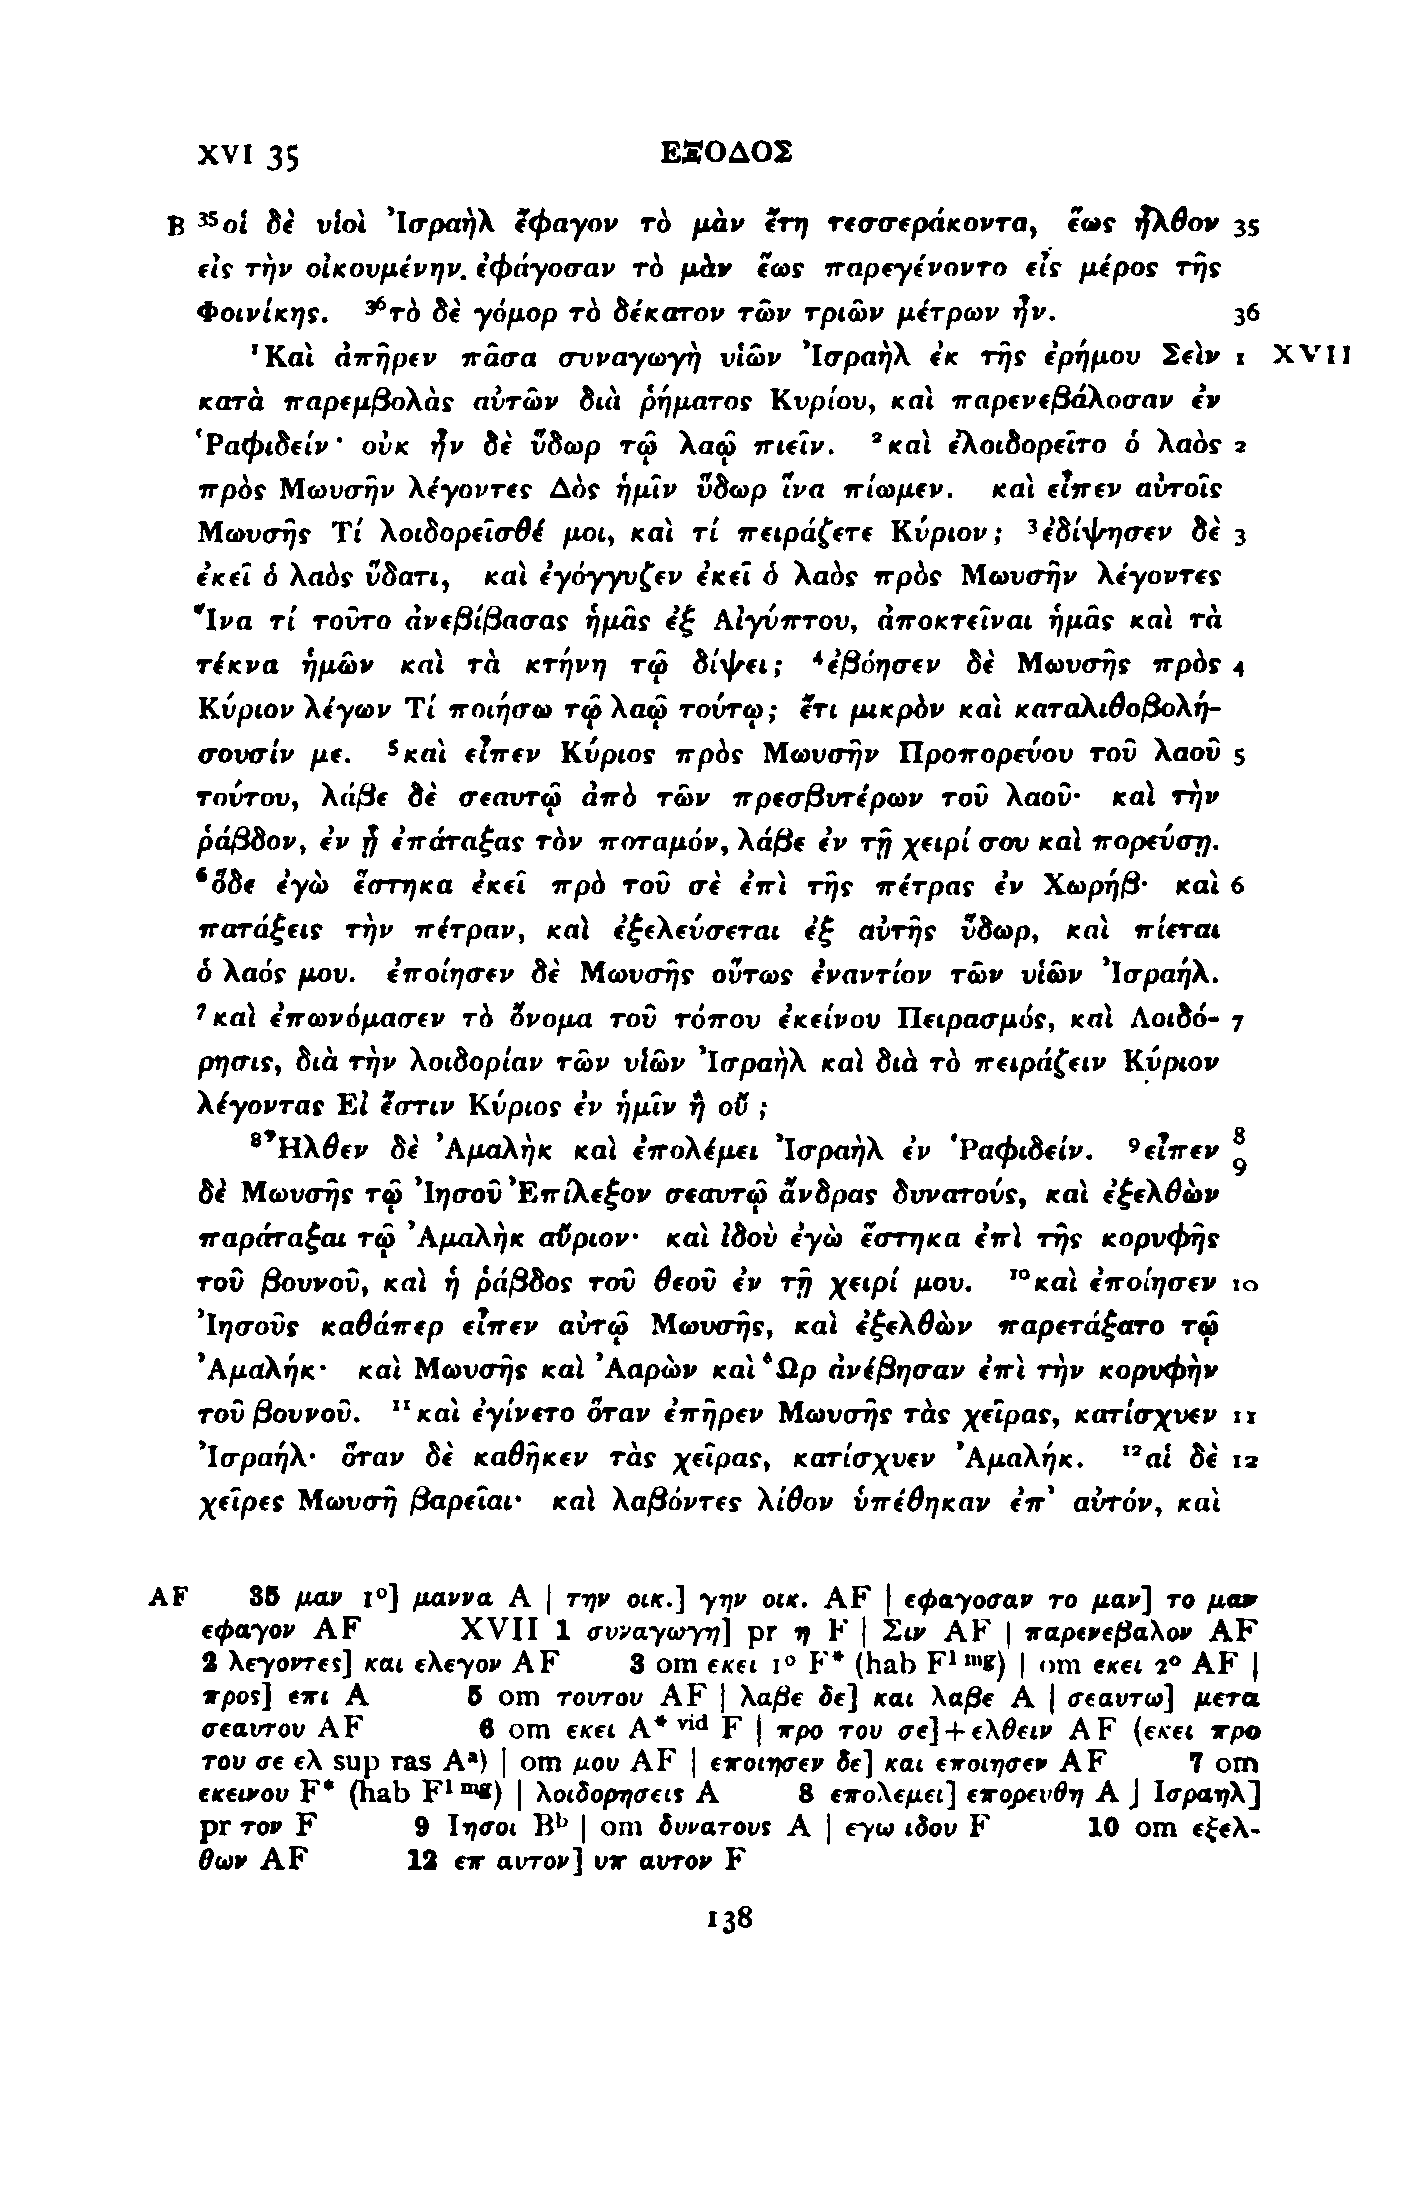 XVI 35 ΕΞΟΔΟΣ
B ³⁵οἱ δὲ υἱοὶ Ἰσραὴλ ἔφαγον τὸ μὰν ἔτη τεσσεράκοντα, ἕως ἦλθον 35
εἰς τὴν οἰκουμένην. ἐφάγοσαν τὸ μὰν ἕως παρεγένοντο εἰς μέρος τῆς
Φοινίκης. ³⁶τὸ δὲ γόμορ τὸ δέκατον τῶν τριῶν μέτρων ἦν. 36
¹Καὶ ἀπῆρεν πᾶσα συναγωγὴ υἱῶν Ἰσραὴλ ἐκ τῆς ἐρήμου Σεὶν 1 XVII
κατὰ παρεμβολὰς αὐτῶν διὰ ῥήματος Κυρίου, καὶ παρενεβάλοσαν ἐν
Ῥαφιδείν· οὐκ ἦν δὲ ὕδωρ τῷ λαῷ πιεῖν. ²καὶ ἐλοιδορεῖτο ὁ λαὸς 2
πρὸς Μωυσῆν λέγοντες Δὸς ἡμῖν ὕδωρ ἵνα πίωμεν. καὶ εἶπεν αὐτοῖς
Μωυσῆς Τί λοιδορεῖσθέ μοι, καὶ τί πειράζετε Κύριον; ³ἐδίψησεν δὲ 3
ἐκεῖ ὁ λαὸς ὕδατι, καὶ ἐγόγγυζεν ἐκεῖ ὁ λαὸς πρὸς Μωυσῆν λέγοντες
Ἵνα τί τοῦτο ἀνεβίβασας ἡμᾶς ἐξ Αἰγύπτου, ἀποκτεῖναι ἡμᾶς καὶ τὰ
τέκνα ἡμῶν καὶ τὰ κτήνη τῷ δίψει; ⁴ἐβόησεν δὲ Μωυσῆς πρὸς 4
Κύριον λέγων Τί ποιήσω τῷ λαῷ τούτῳ; ἔτι μικρὸν καὶ καταλιθοβολή-
σουσίν με. ⁵καὶ εἶπεν Κύριος πρὸς Μωυσῆν Προπορεύου τοῦ λαοῦ 5
τούτου, λάβε δὲ σεαυτῷ ἀπὸ τῶν πρεσβυτέρων τοῦ λαοῦ· καὶ τὴν
ῥάβδον, ἐν ᾗ ἐπάταξας τὸν ποταμόν, λάβε ἐν τῇ χειρί σου καὶ πορεύσῃ.
⁶ὅδε ἐγὼ ἕστηκα ἐκεῖ πρὸ τοῦ σὲ ἐπὶ τῆς πέτρας ἐν Χωρήβ· καὶ 6
πατάξεις τὴν πέτραν, καὶ ἐξελεύσεται ἐξ αὐτῆς ὕδωρ, καὶ πίεται
ὁ λαός μου. ἐποίησεν δὲ Μωυσῆς οὕτως ἐναντίον τῶν υἱῶν Ἰσραήλ.
⁷καὶ ἐπωνόμασεν τὸ ὄνομα τοῦ τόπου ἐκείνου Πειρασμός, καὶ Λοιδό- 7
ρησις, διὰ τὴν λοιδορίαν τῶν υἱῶν Ἰσραὴλ καὶ διὰ τὸ πειράζειν Κύριον
λέγοντας Εἰ ἔστιν Κύριος ἐν ἡμῖν ἢ οὔ;
⁸Ἦλθεν δὲ Ἀμαλὴκ καὶ ἐπολέμει Ἰσραὴλ ἐν Ῥαφιδείν. ⁹εἶπεν 8 9
δὲ Μωυσῆς τῷ Ἰησοῦ Ἐπίλεξον σεαυτῷ ἄνδρας δυνατούς, καὶ ἐξελθὼν
παράταξαι τῷ Ἀμαλὴκ αὔριον· καὶ ἰδοὺ ἐγὼ ἕστηκα ἐπὶ τῆς κορυφῆς
τοῦ βουνοῦ, καὶ ἡ ῥάβδος τοῦ θεοῦ ἐν τῇ χειρί μου. ¹⁰καὶ ἐποίησεν 10
Ἰησοῦς καθάπερ εἶπεν αὐτῷ Μωυσῆς, καὶ ἐξελθὼν παρετάξατο τῷ
Ἀμαλήκ· καὶ Μωυσῆς καὶ Ἀαρὼν καὶ Ὢρ ἀνέβησαν ἐπὶ τὴν κορυφὴν
τοῦ βουνοῦ. ¹¹καὶ ἐγίνετο ὅταν ἐπῆρεν Μωυσῆς τὰς χεῖρας, κατίσχυεν 11
Ἰσραήλ· ὅταν δὲ καθῆκεν τὰς χεῖρας, κατίσχυεν Ἀμαλήκ. ¹²αἱ δὲ 12
χεῖρες Μωυσῆ βαρεῖαι· καὶ λαβόντες λίθον ὑπέθηκαν ἐπ᾽ αὐτόν, καὶ
AF 35 μαν 1°] μαννα A | την οικ.] γην οικ. AF | εφαγοσαν το μαν] το μαν
εφαγον AF XVII 1 συναγωγη] pr η F | Σιν AF | παρενεβαλον AF
2 λεγοντες] και ελεγον AF 3 om εκει 1° F* (hab F¹ ᵐᵍ) | om εκει 2° AF |
προς] επι A 5 om τουτου AF | λαβε δε] και λαβε A | σεαυτω] μετα
σεαυτου AF 6 om εκει A* ᵛⁱᵈ F | προ του σε]+ελθειν AF (εκει προ
του σε ελ sup ras Aᵃ) | om μου AF | εποιησεν δε] και εποιησεν AF 7 om
εκεινου F* (hab F¹ ᵐᵍ) | λοιδορησεις A 8 επολεμει] επορευθη A | Ισραηλ]
pr τον F 9 Ιησοι Bᵇ | om δυνατους A | εγω ιδου F 10 om εξελ-
θων AF 12 επ αυτον] υπ αυτον F
138